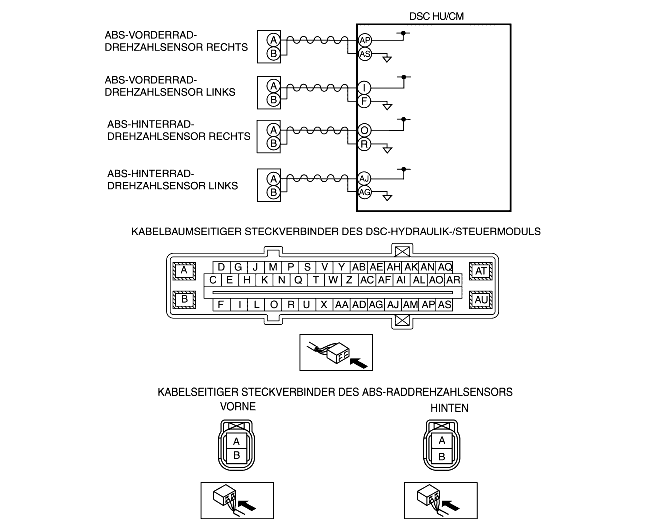 DSC HU/CM
ABS-VORDERRAD-
DREHZAHLSENSOR RECHTS
A
B
AP
AS
ABS-VORDERRAD-
DREHZAHLSENSOR LINKS
A
B
I
F
ABS-HINTERRAD-
DREHZAHLSENSOR RECHTS
A
B
O
R
ABS-HINTERRAD-
DREHZAHLSENSOR LINKS
A
B
AJ
AG
KABELBAUMSEITIGER STECKVERBINDER DES DSC-HYDRAULIK-/STEUERMODULS
A D G J M P S V Y AB AE AH AK AN AQ AT
C E H K N Q T W Z AC AF AI AL AO AR
B F I L O R U X AA AD AG AJ AM AP AS AU
KABELSEITIGER STECKVERBINDER DES ABS-RADDREHZAHLSENSORS
VORNE HINTEN
A A
B B